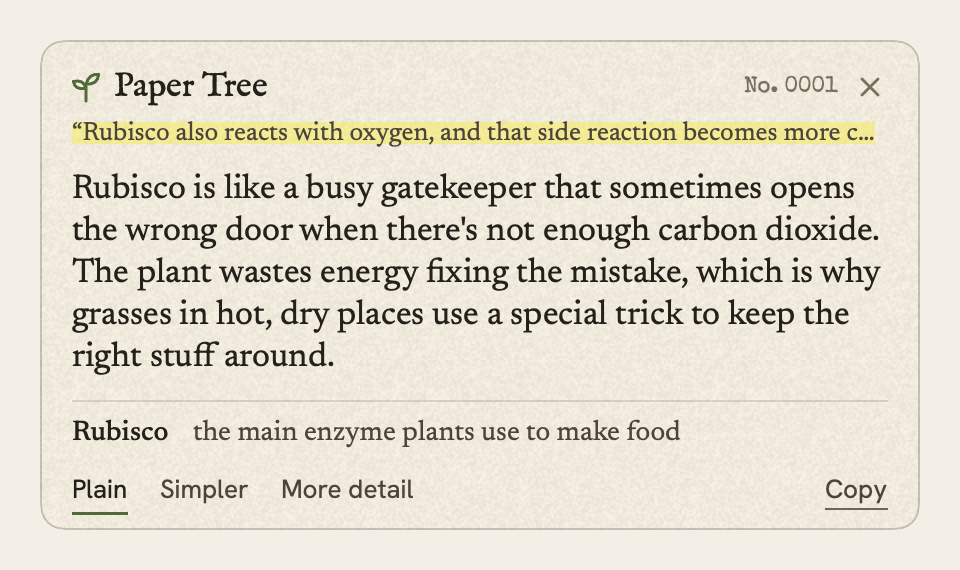 Paper Tree
No. 0001
“Rubisco also reacts with oxygen, and that side reaction becomes more c…
Rubisco is like a busy gatekeeper that sometimes opens
the wrong door when there's not enough carbon dioxide.
The plant wastes energy fixing the mistake, which is why
grasses in hot, dry places use a special trick to keep the
right stuff around.
Rubisco the main enzyme plants use to make food
Plain Simpler More detail Copy